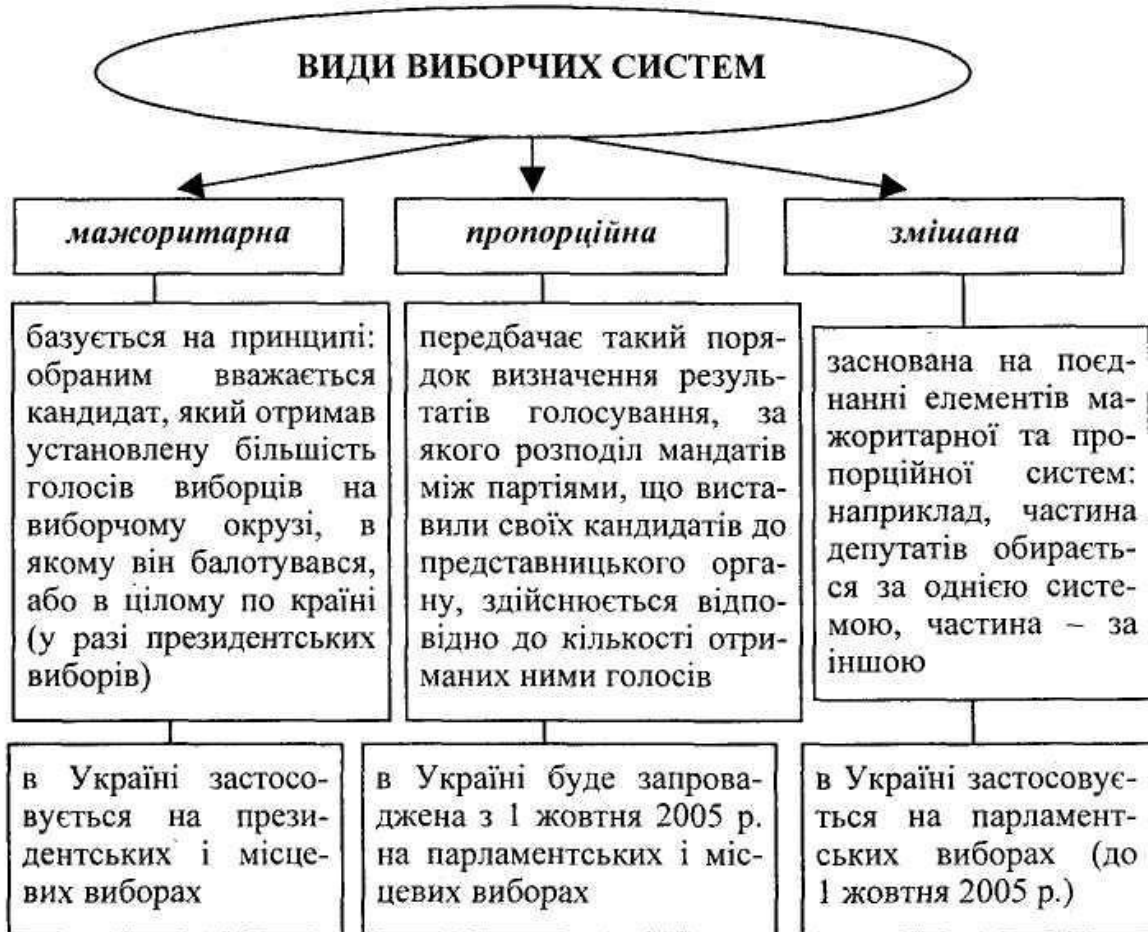 ВИДИ ВИБОРЧИХ СИСТЕМ
мажоритарна
пропорційна
змішана
базується на принципі:
обраним вважається
кандидат, який отримав
установлену більшість
голосів виборців на
виборчому окрузі, в
якому він балотувався,
або в цілому по країні
(у разі президентських
виборів)
передбачає такий поря-
док визначення резуль-
татів голосування, за
якого розподіл мандатів
між партіями, що виста-
вили своїх кандидатів до
представницького орга-
ну, здійснюється відпо-
відно до кількості отри-
маних ними голосів
заснована на поєд-
нанні елементів ма-
жоритарної та про-
порційної систем:
наприклад, частина
депутатів обираєть-
ся за однією систе-
мою, частина – за
іншою
в Україні застосо-
вується на прези-
дентських і місце-
вих виборах
в Україні буде запрова-
джена з 1 жовтня 2005 р.
на парламентських і міс-
цевих виборах
в Україні застосовує-
ться на парламент-
ських виборах (до
1 жовтня 2005 р.)